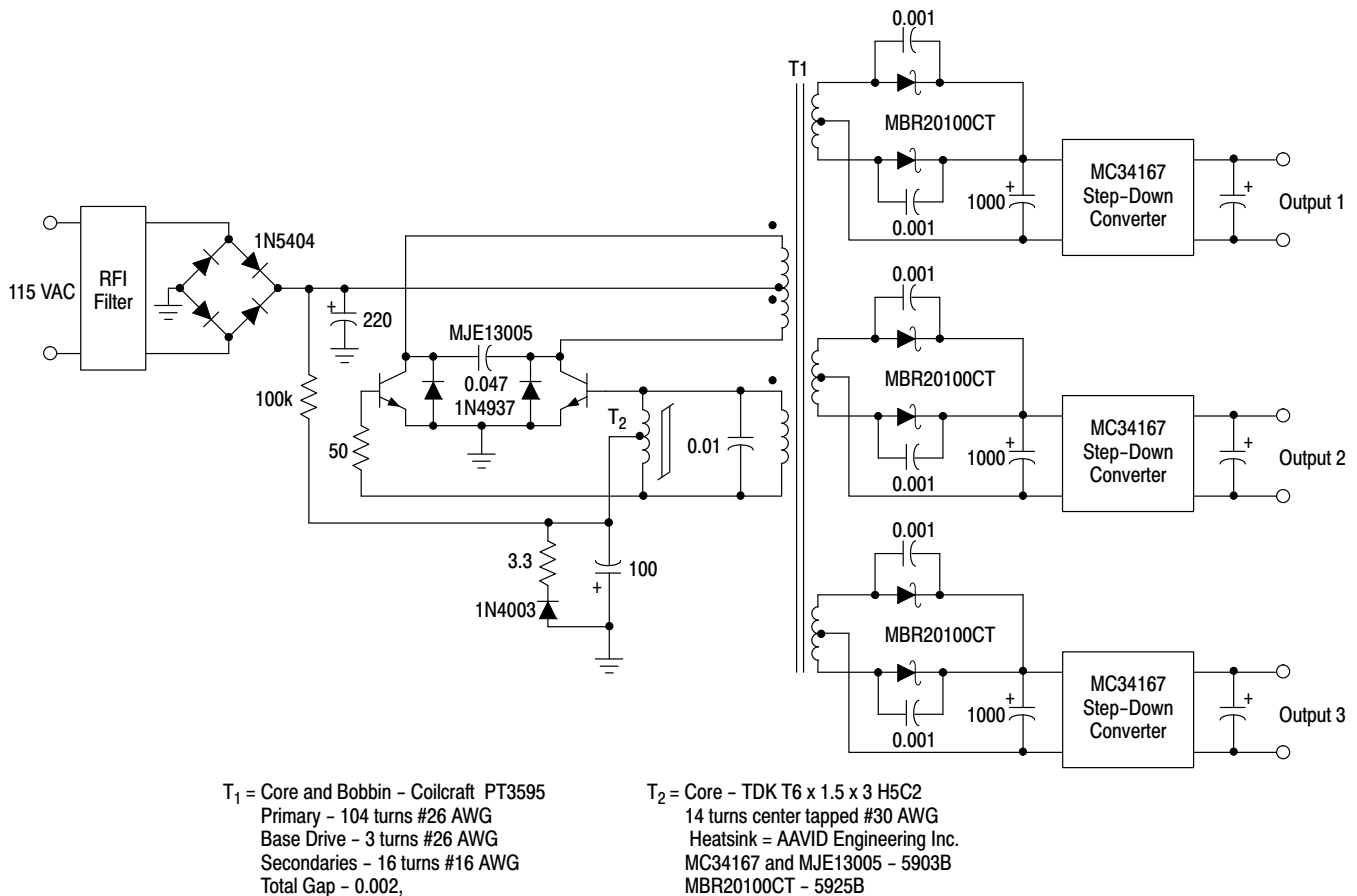 0.001
T1
MBR20100CT
0.001
1000
+
MC34167
Step-Down
Converter
+
Output 1
115 VAC
RFI
Filter
1N5404
+
220
100k
MJE13005
0.047
1N4937
50
T2
0.01
3.3
1N4003
100
+
0.001
MBR20100CT
0.001
1000
+
MC34167
Step-Down
Converter
+
Output 2
0.001
MBR20100CT
0.001
1000
+
MC34167
Step-Down
Converter
+
Output 3
T1 = Core and Bobbin - Coilcraft PT3595
Primary - 104 turns #26 AWG
Base Drive - 3 turns #26 AWG
Secondaries - 16 turns #16 AWG
Total Gap - 0.002,
T2 = Core - TDK T6 x 1.5 x 3 H5C2
14 turns center tapped #30 AWG
Heatsink = AAVID Engineering Inc.
MC34167 and MJE13005 - 5903B
MBR20100CT - 5925B